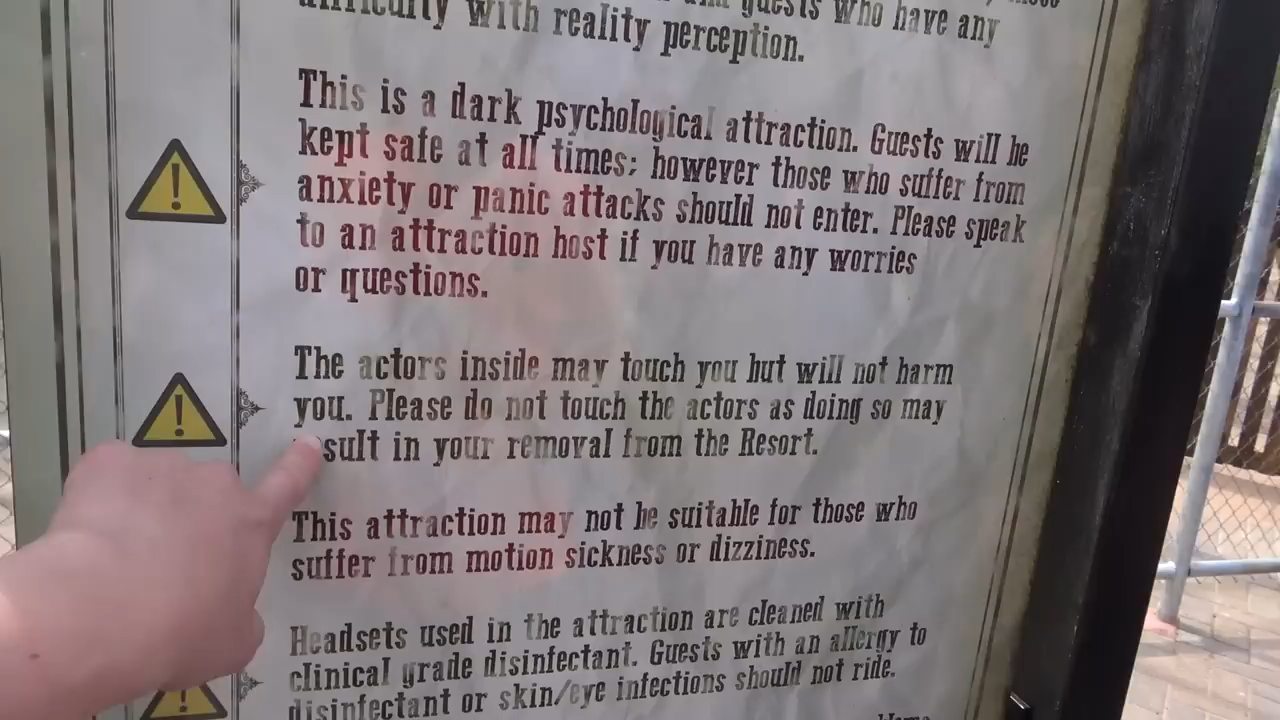 difficulty with reality perception.
guests who have any
This is a dark psychological attraction. Guests will be
kept safe at all times; however those who suffer from
anxiety or panic attacks should not enter. Please speak
to an attraction host if you have any worries
or questions.
The actors inside may touch you but will not harm
you. Please do not touch the actors as doing so may
sult in your removal from the Resort.
This attraction may not be suitable for those who
suffer from motion sickness or dizziness.
Headsets used in the attraction are cleaned with
clinical grade disinfectant. Guests with an allergy to
disinfectant or skin/eye infections should not ride.